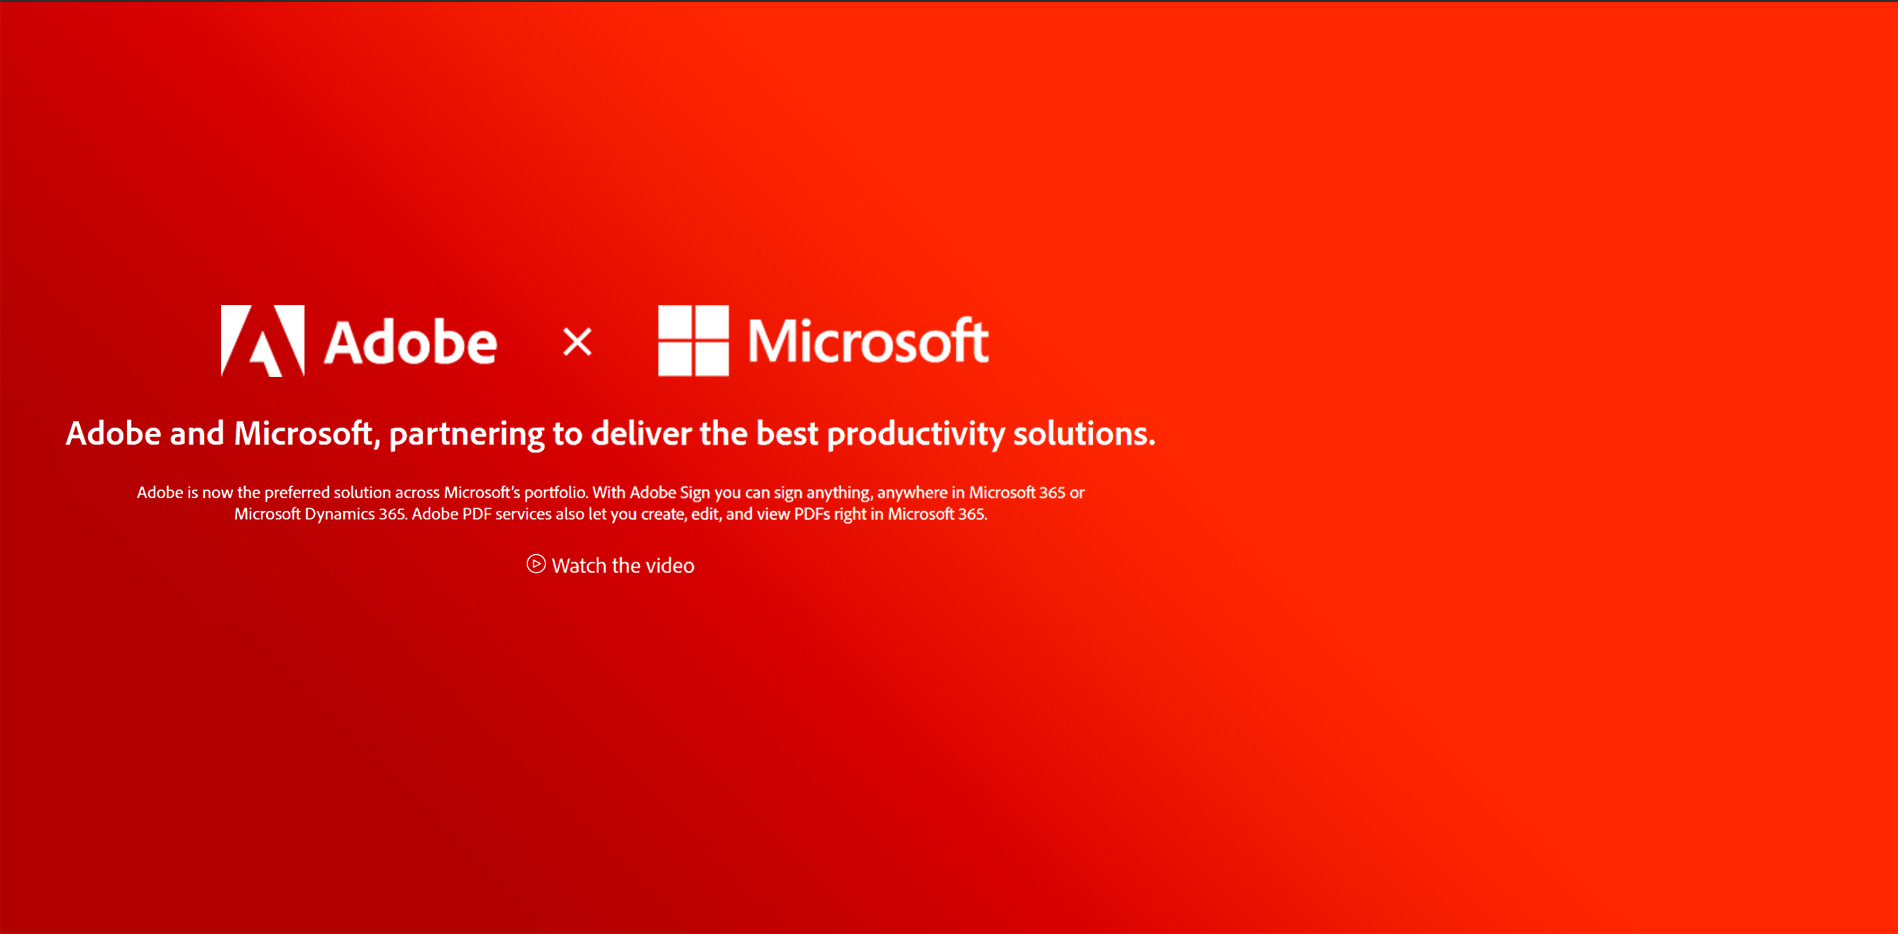 Adobe × Microsoft
Adobe and Microsoft, partnering to deliver the best productivity solutions.
Adobe is now the preferred solution across Microsoft’s portfolio. With Adobe Sign you can sign anything, anywhere in Microsoft 365 or
Microsoft Dynamics 365. Adobe PDF services also let you create, edit, and view PDFs right in Microsoft 365.
Watch the video